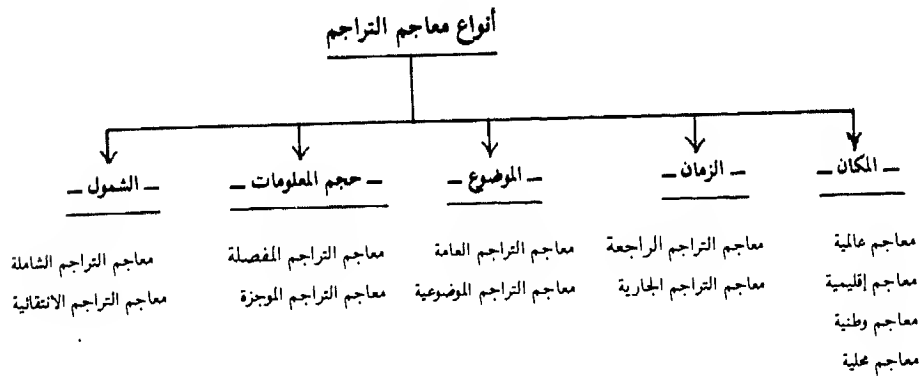 أنواع معاجم التراجم
ـ المكان ـ
معاجم عالمية
معاجم إقليمية
معاجم وطنية
معاجم محلية
ـ الزمان ـ
معاجم التراجم الراجعة
معاجم التراجم الجارية
ـ الموضوع ـ
معاجم التراجم العامة
معاجم التراجم الموضوعية
ـ حجم المعلومات ـ
معاجم التراجم المفصلة
معاجم التراجم الموجزة
ـ الشمول ـ
معاجم التراجم الشاملة
معاجم التراجم الانتقائية